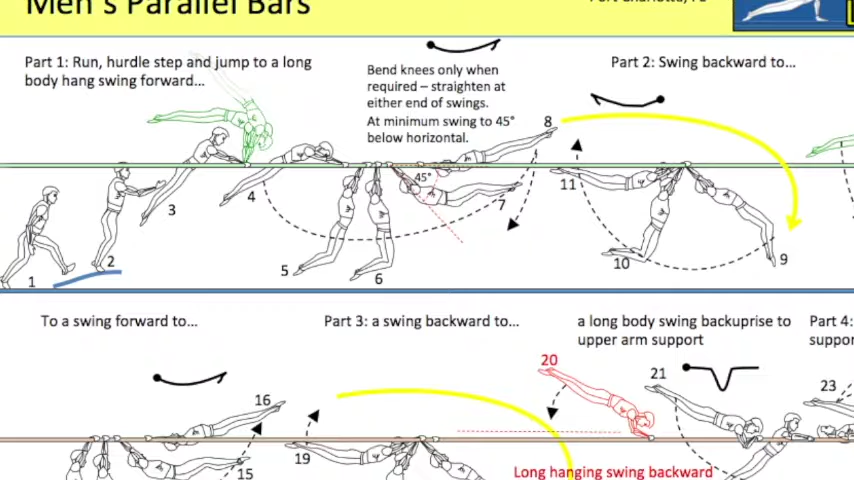 Men's Parallel Bars
Part 1: Run, hurdle step and jump to a long
body hang swing forward...
Bend knees only when
required – straighten at
either end of swings.
At minimum swing to 45°
below horizontal.
Part 2: Swing backward to...
8
45°
11
3
4
7
1
2
5
6
10
9
To a swing forward to...
Part 3: a swing backward to...
a long body swing backuprise to
upper arm support
Part 4:
20
21
23
16
19
15
Long hanging swing backward